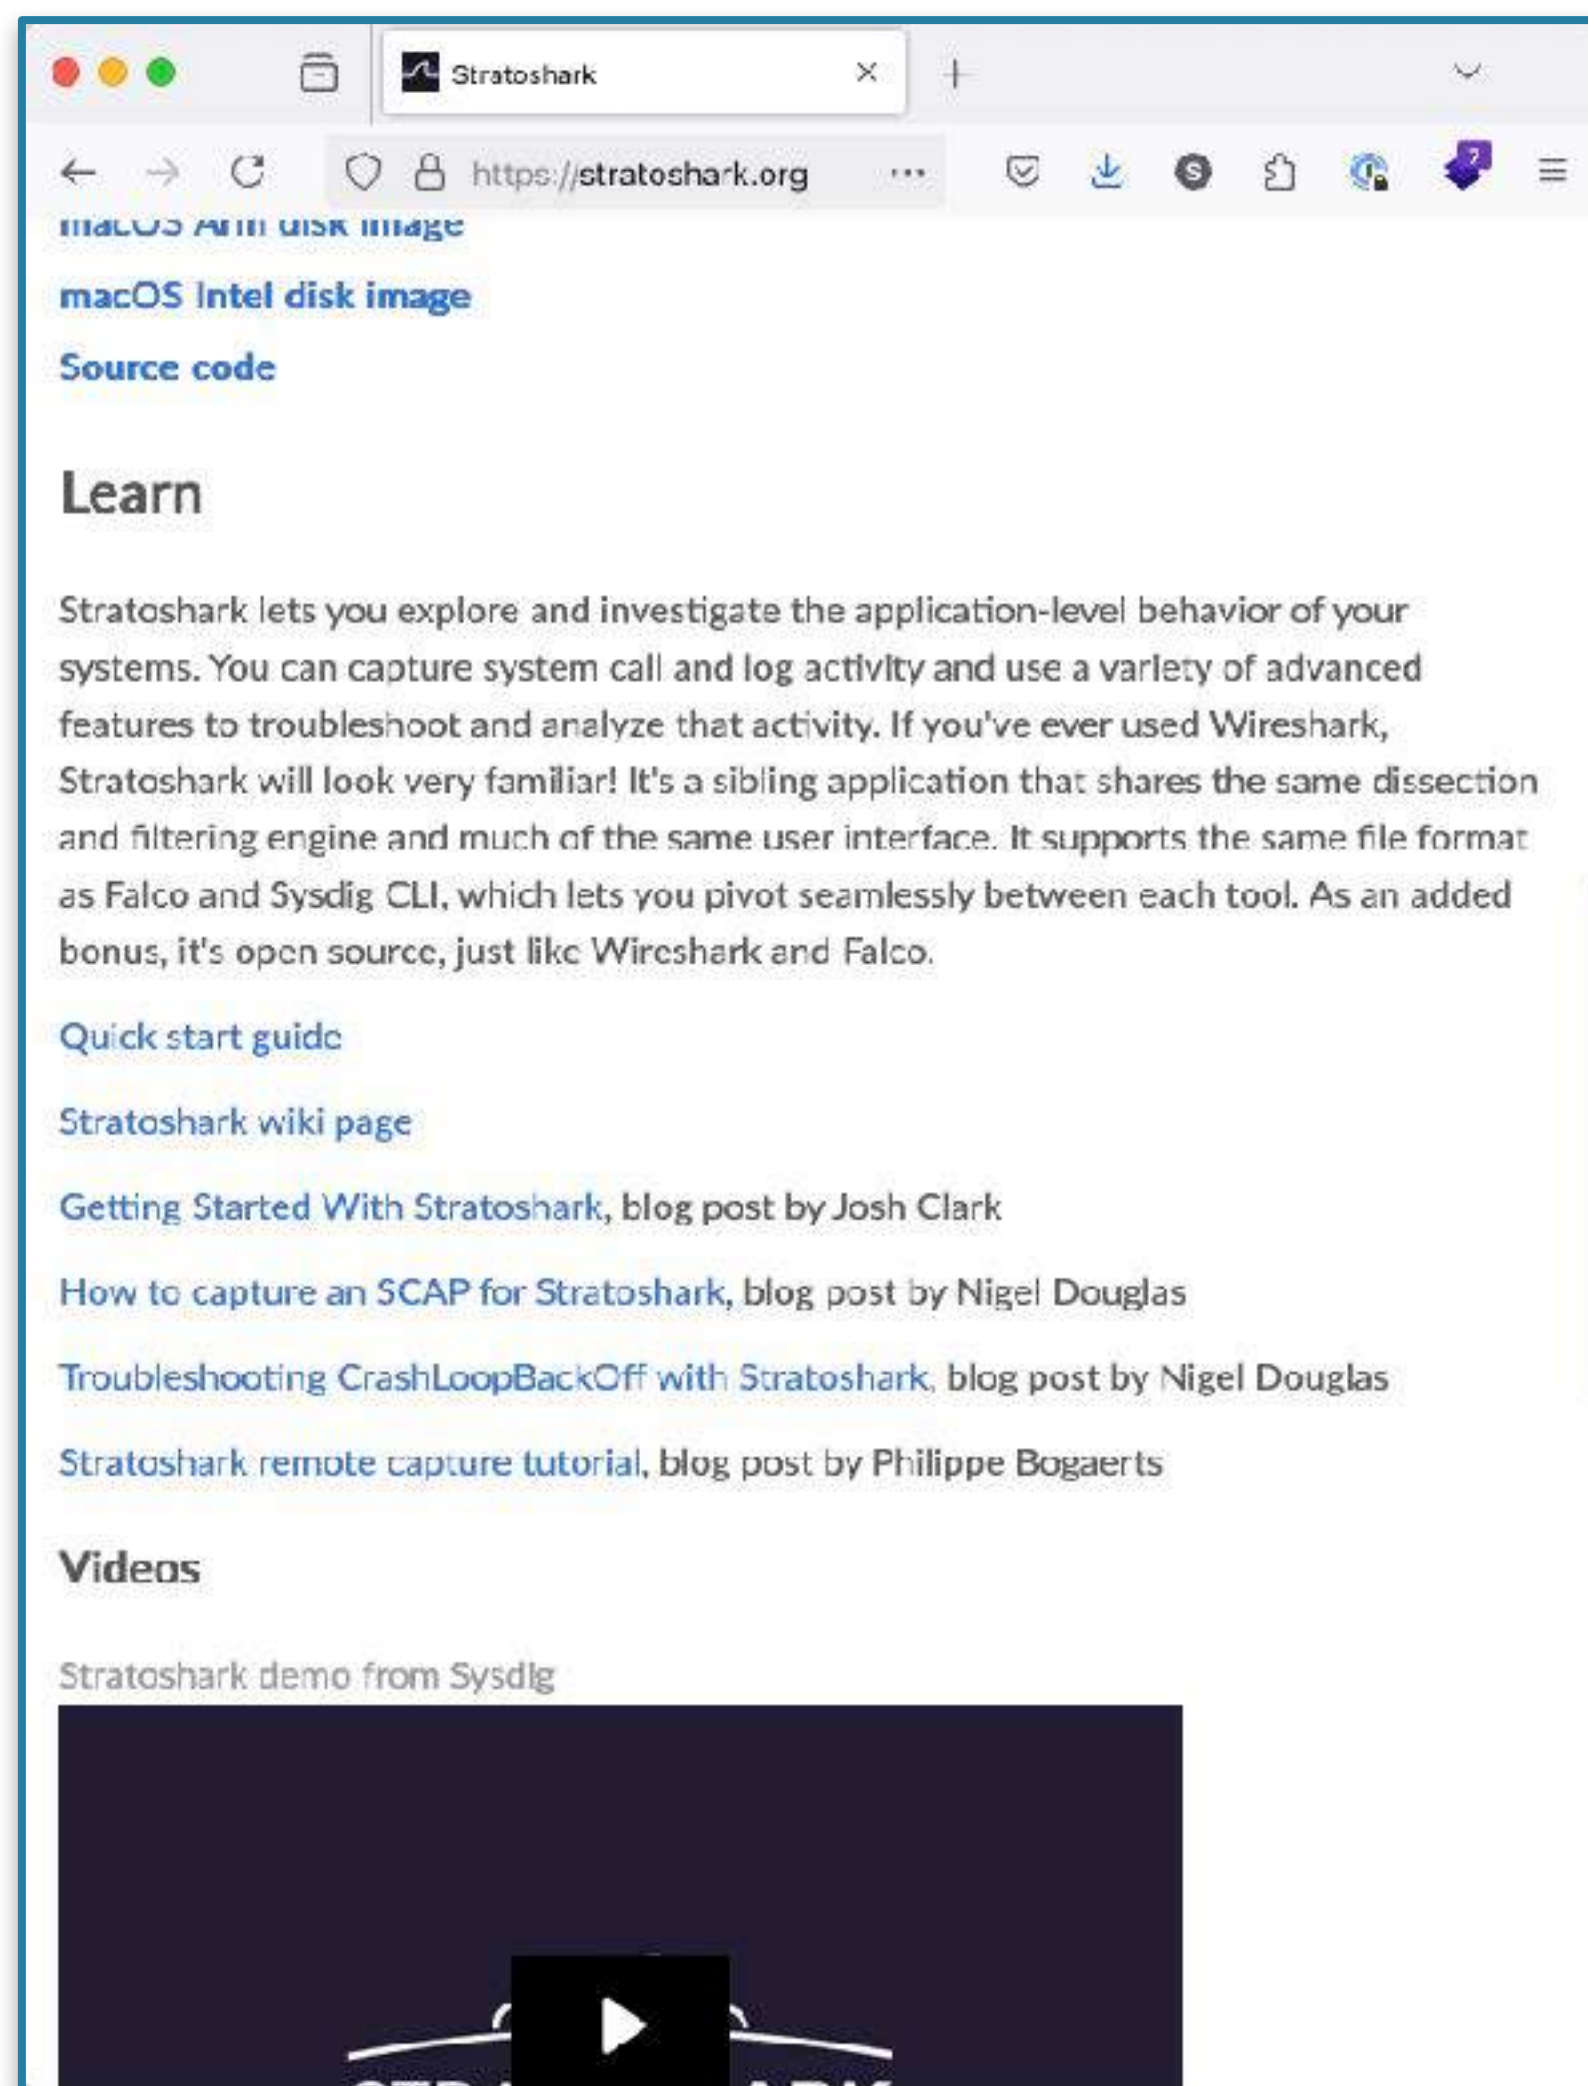 Stratoshark
https://stratoshark.org
7
macOS Arm disk image
macOS Intel disk image
Source code
Learn
Stratoshark lets you explore and investigate the application-level behavior of your
systems. You can capture system call and log activity and use a variety of advanced
features to troubleshoot and analyze that activity. If you've ever used Wireshark,
Stratoshark will look very familiar! It's a sibling application that shares the same dissection
and filtering engine and much of the same user interface. It supports the same file format
as Falco and Sysdig CLI, which lets you pivot seamlessly between each tool. As an added
bonus, it's open source, just like Wireshark and Falco.
Quick start guide
Stratoshark wiki page
Getting Started With Stratoshark, blog post by Josh Clark
How to capture an SCAP for Stratoshark, blog post by Nigel Douglas
Troubleshooting CrashLoopBackOff with Stratoshark, blog post by Nigel Douglas
Stratoshark remote capture tutorial, blog post by Philippe Bogaerts
Videos
Stratoshark demo from Sysdig